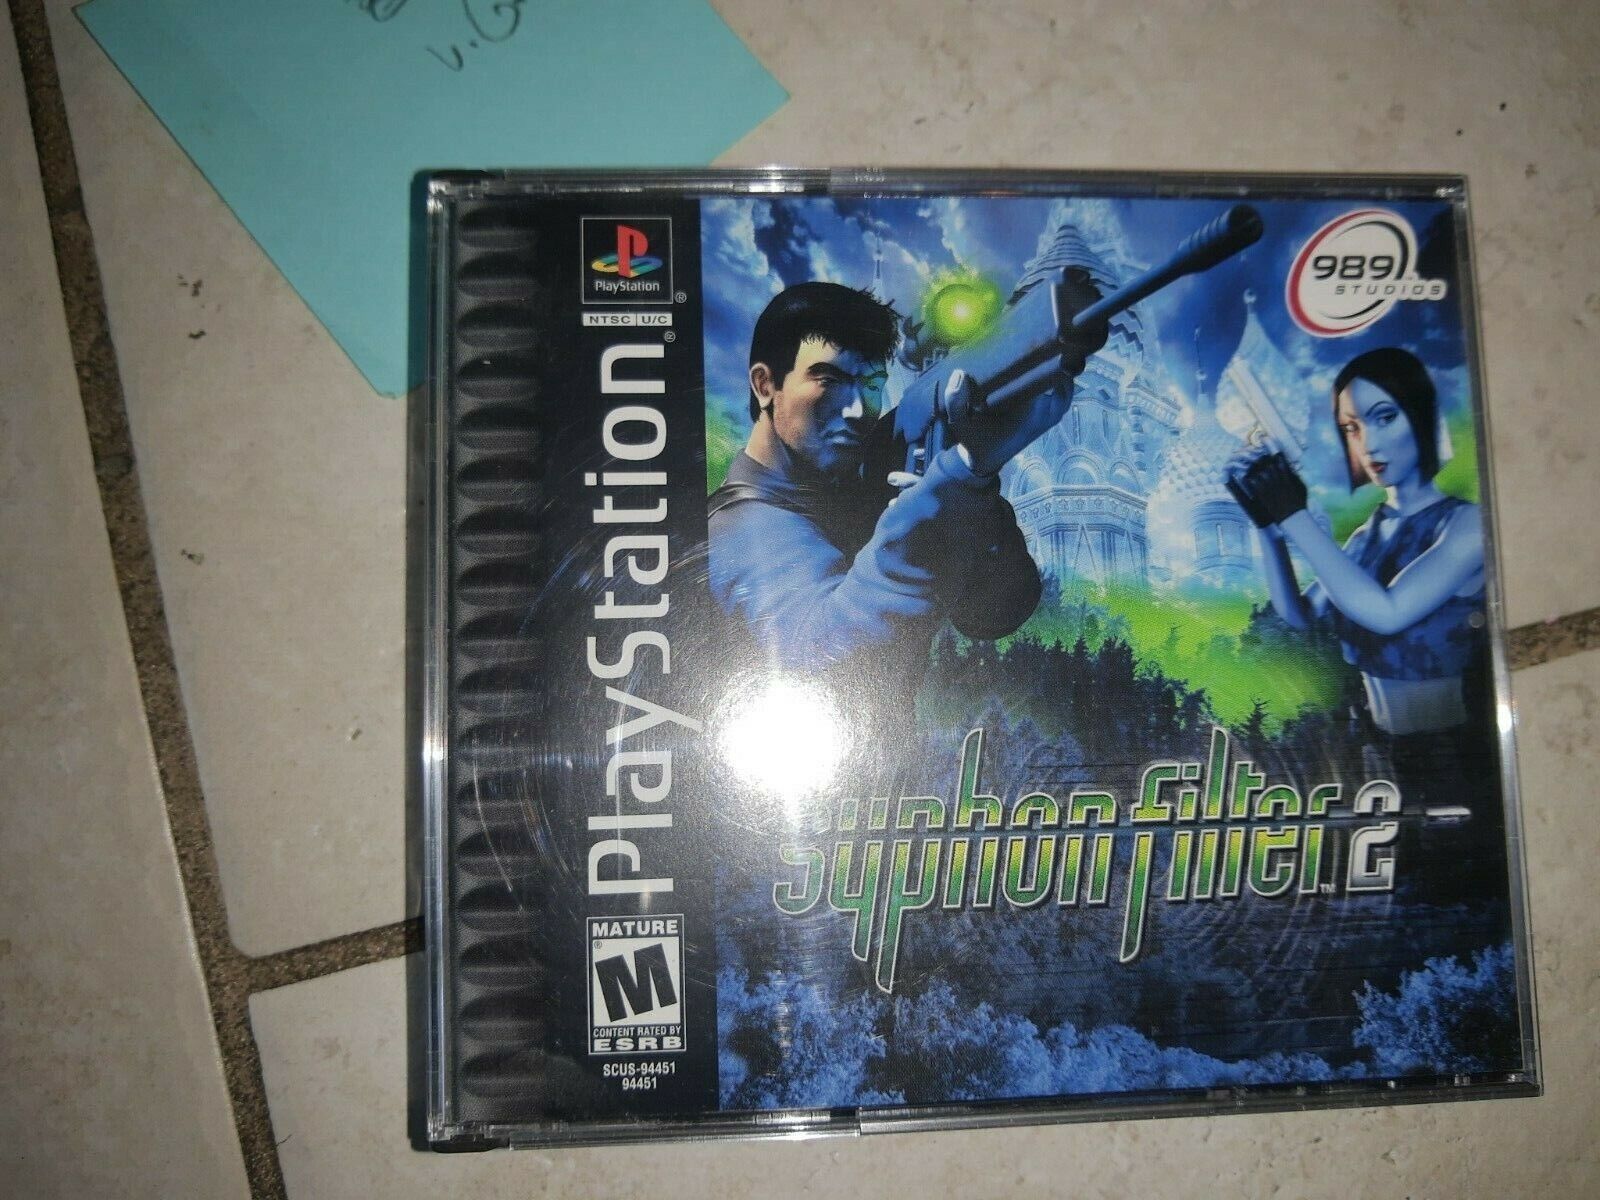 PlayStation
NTSC U/C
PlayStation
989
STUDIOS
syphon filter 2
MATURE
M
CONTENT RATED BY
ESRB
SCUS-94451
94451